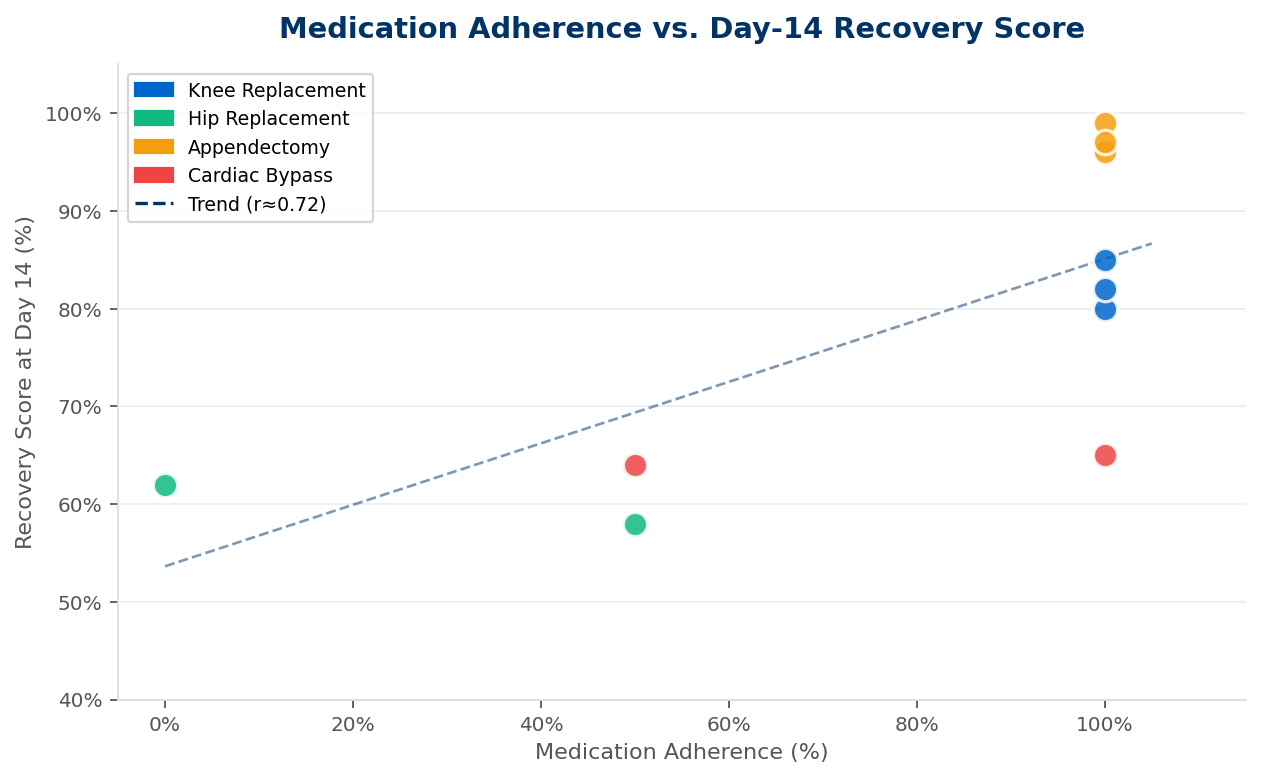 Medication Adherence vs. Day-14 Recovery Score
Knee Replacement
Hip Replacement
Appendectomy
Cardiac Bypass
Trend (r≈0.72)
Recovery Score at Day 14 (%)
100%
90%
80%
70%
60%
50%
40%
0%
20%
40%
60%
80%
100%
Medication Adherence (%)